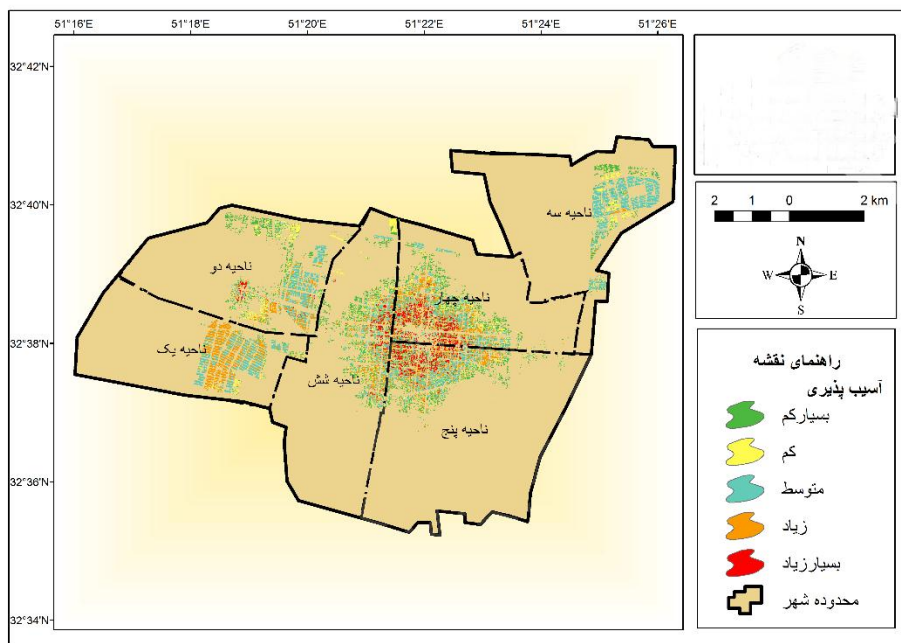 51°16'E 51°20'E 51°22'E 51°24'E 51°26'E
32°42'N
32°40'N
32°38'N
32°36'N
32°34'N
ناحیه سه
ناحیه دو
ناحیه چهار
ناحیه یک
ناحیه شش
ناحیه پنج
2 1 0 2 km
N
W E
S
راهنمای نقشه
آسیب پذیری
بسیارکم
کم
متوسط
زیاد
بسیارزیاد
محدوده شهر